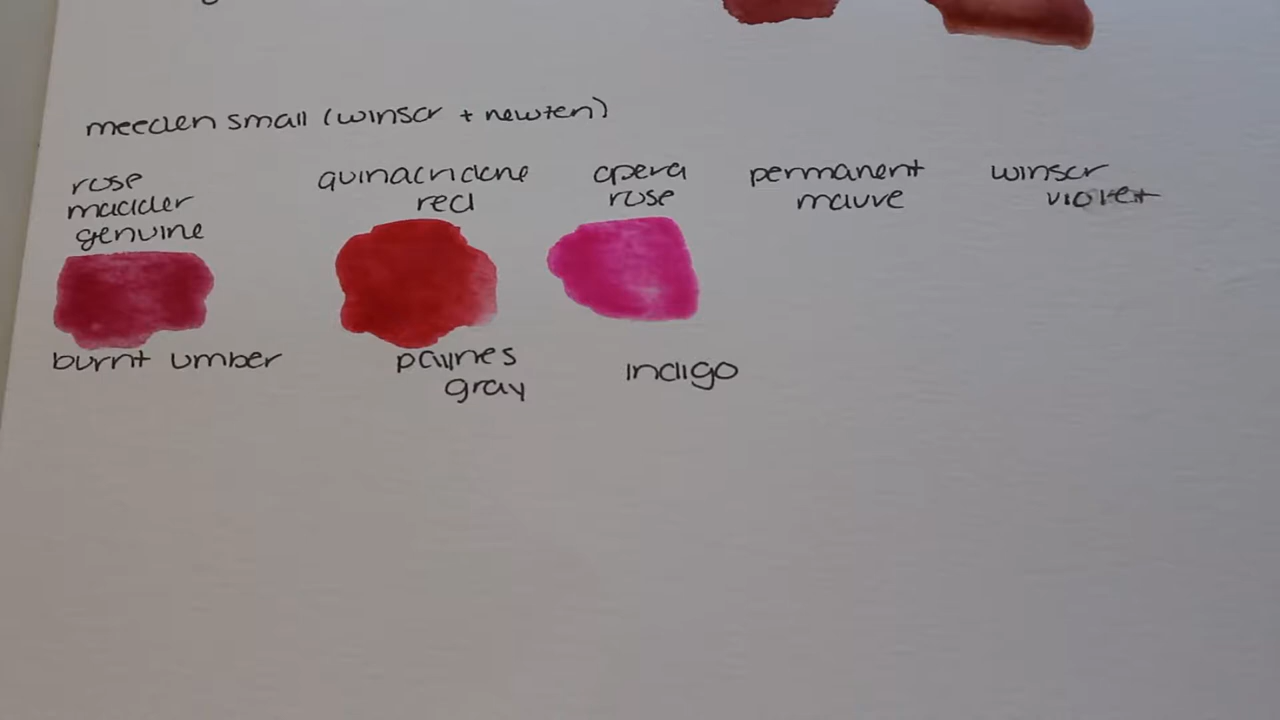 meeden small (winsor + newton)
rose madder genuine
quinacridone red
opera rose
permanent mauve
winsor violet
burnt umber
paynes gray
indigo